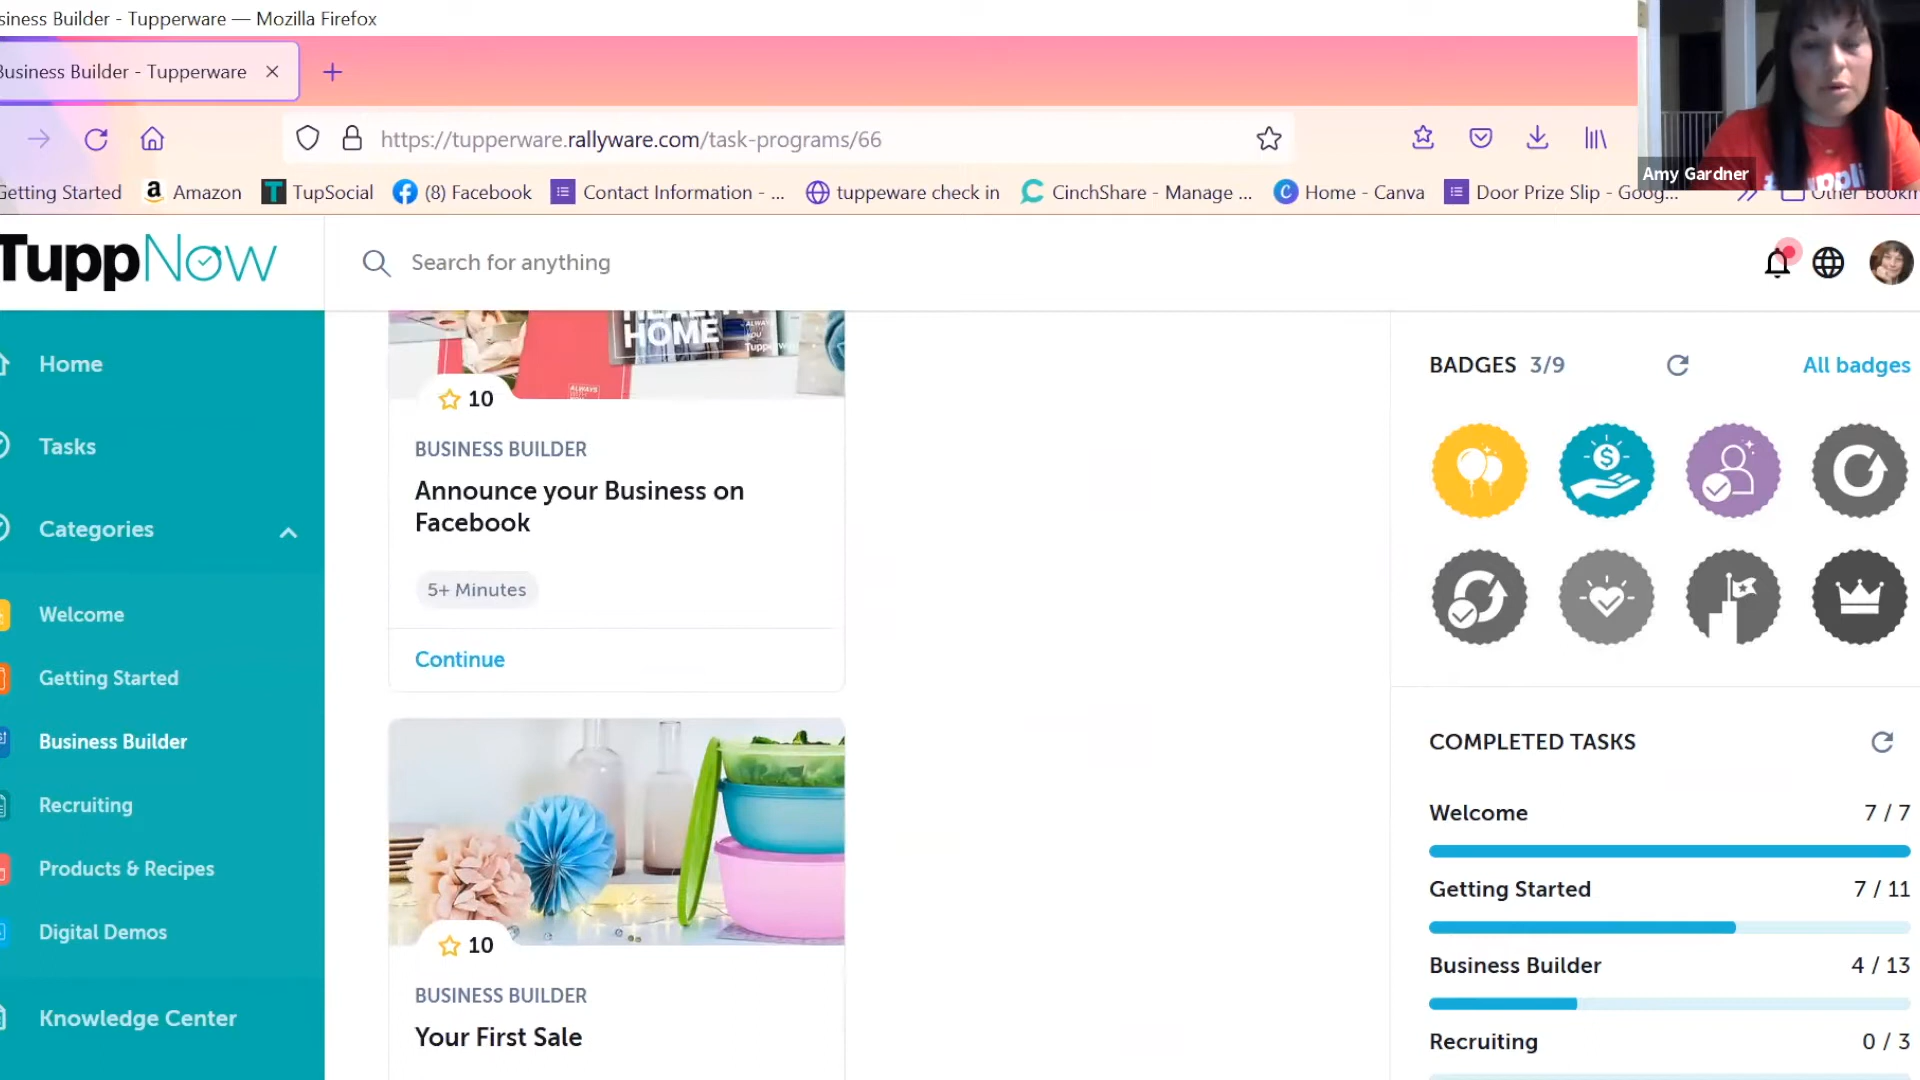 siness Builder - Tupperware — Mozilla Firefox
Business Builder - Tupperware
https://tupperware.rallyware.com/task-programs/66
Amy Gardner
Getting Started
Amazon
TupSocial
(8) Facebook
Contact Information - ...
tuppeware check in
CinchShare - Manage ...
Home - Canva
Door Prize Slip - Goog...
Other Bookm
TuppNow
Search for anything
Home
Tasks
Categories
Welcome
Getting Started
Business Builder
Recruiting
Products & Recipes
Digital Demos
Knowledge Center
HOME
10
BUSINESS BUILDER
Announce your Business on
Facebook
5+ Minutes
Continue
10
BUSINESS BUILDER
Your First Sale
BADGES 3/9
All badges
COMPLETED TASKS
Welcome 7 / 7
Getting Started 7 / 11
Business Builder 4 / 13
Recruiting 0 / 3